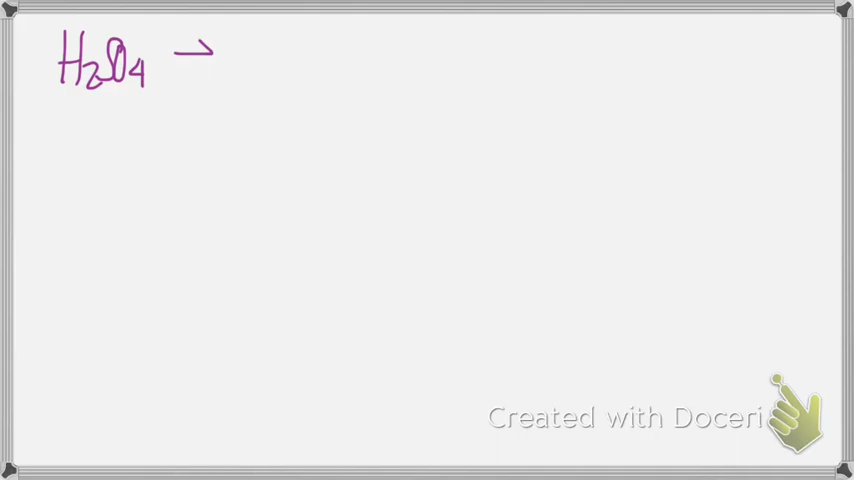 H₂SO₄ →
Created with Doceri